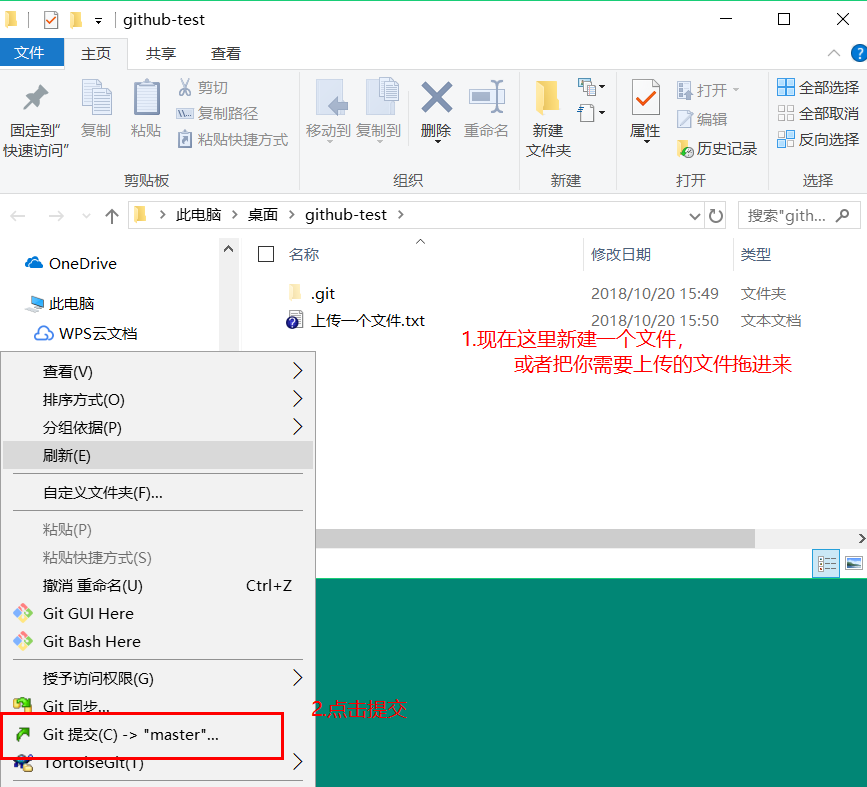 github-test
文件 主页 共享 查看
固定到“快速访问”
复制
粘贴
剪切
复制路径
粘贴快捷方式
剪贴板
移动到
复制到
删除
重命名
组织
新建
文件夹
新建
属性
打开
编辑
历史记录
打开
全部选择
全部取消
反向选择
选择
此电脑 桌面 github-test
搜索"gith...
OneDrive
此电脑
WPS云文档
名称 修改日期 类型
.git 2018/10/20 15:49 文件夹
上传一个文件.txt 2018/10/20 15:50 文本文档
1.现在这里新建一个文件,
或者把你需要上传的文件拖进来
查看(V)
排序方式(O)
分组依据(P)
刷新(E)
自定义文件夹(F)...
粘贴(P)
粘贴快捷方式(S)
撤消 重命名(U) Ctrl+Z
Git GUI Here
Git Bash Here
授予访问权限(G)
Git 同步...
2.点击提交
Git 提交(C) -> "master"...
TortoiseGit(T)